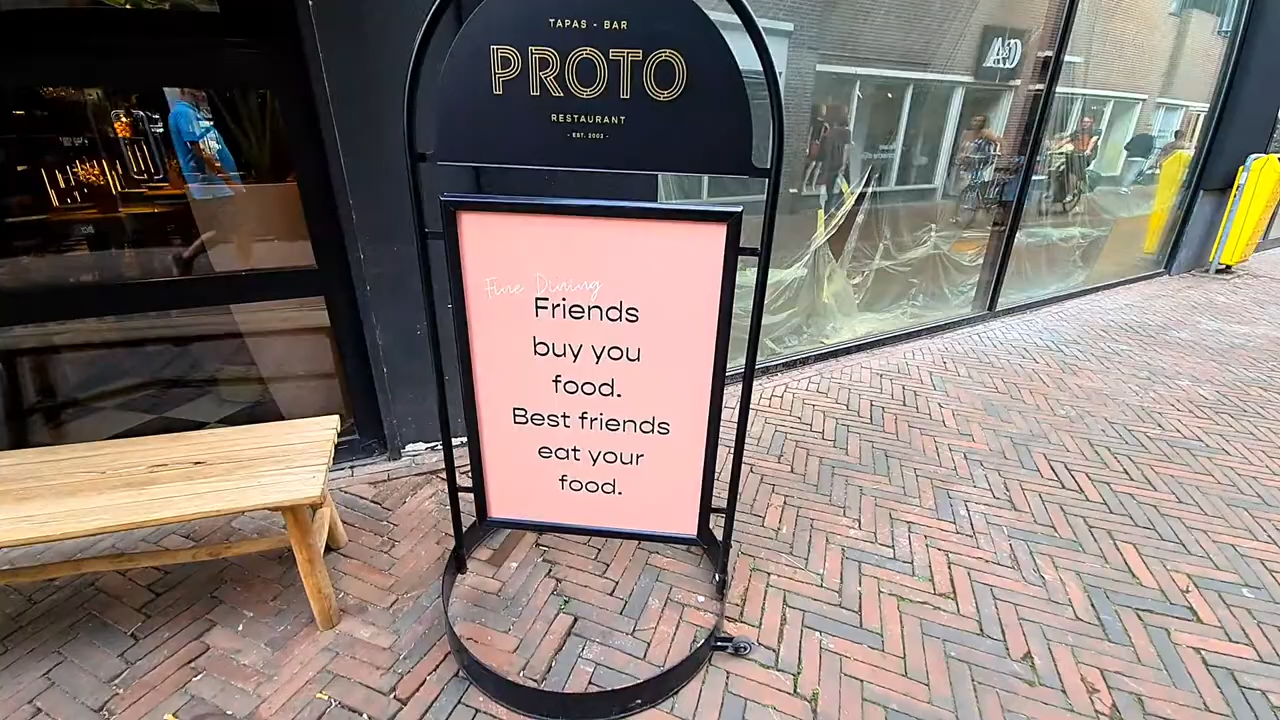 TAPAS - BAR
PROTO
RESTAURANT
- EST. 2002 -
Fine Dining
Friends
buy you
food.
Best friends
eat your
food.